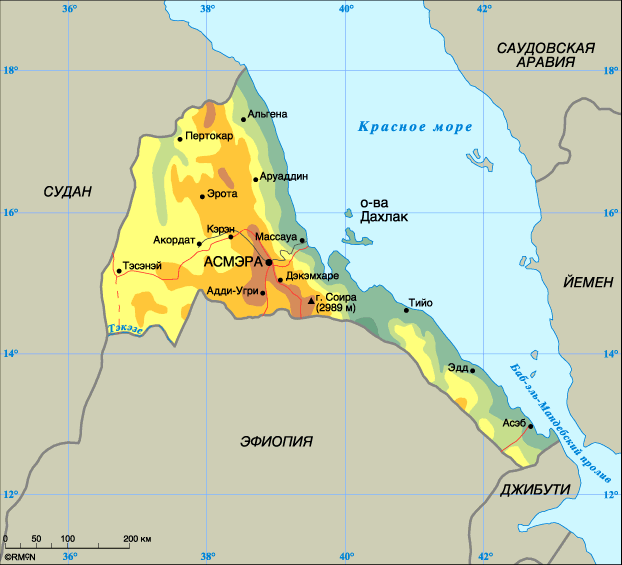 36°
38°
40°
42°
САУДОВСКАЯ
АРАВИЯ
18°
18°
Альгена
Красное море
Пертокар
Аруаддин
СУДАН
Эрота
о-ва
Дахлак
16°
16°
Кэрэн
Массауа
Акордат
АСМЭРА
Тэсэнэй
Дэкэмхаре
ЙЕМЕН
Адди-Угри
г. Соира
(2989 м)
Тийо
Тэкэзе
14°
14°
Эдд
Баб-эль-Мандебский пролив
Асэб
ЭФИОПИЯ
ДЖИБУТИ
12°
12°
0 50 100 200 км
©RMCN
36°
38°
40°
42°